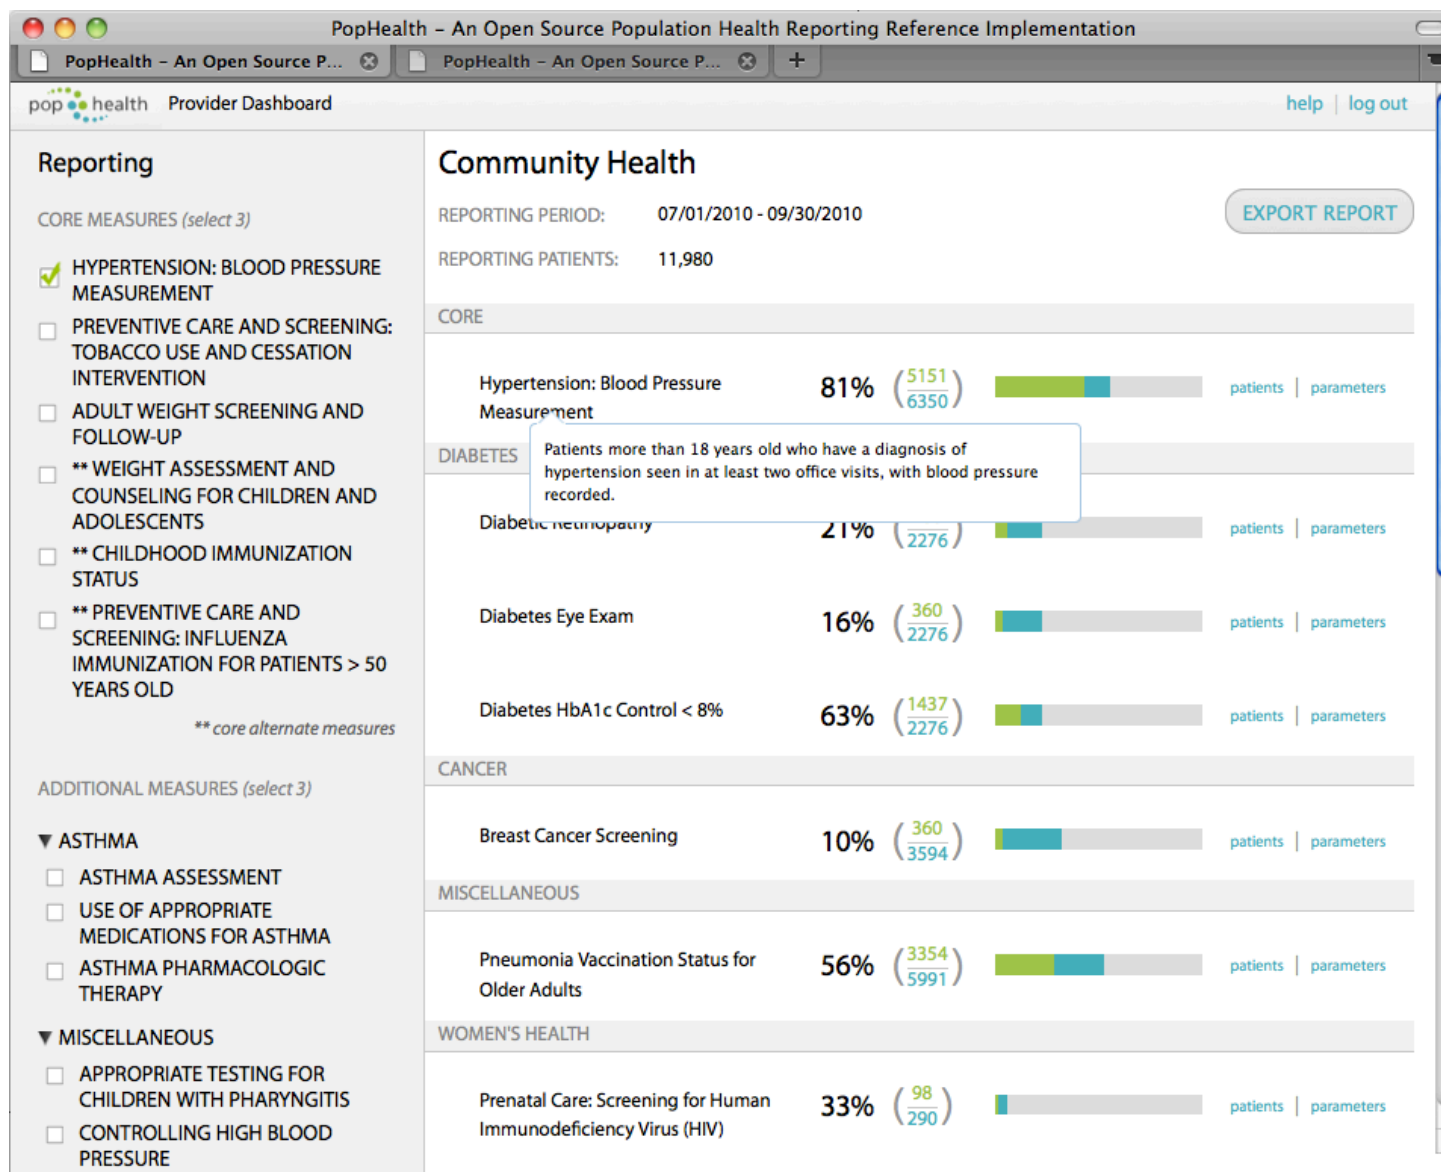 PopHealth – An Open Source Population Health Reporting Reference Implementation
PopHealth – An Open Source P...
PopHealth – An Open Source P...
+
pop health Provider Dashboard
help | log out
Reporting
CORE MEASURES (select 3)
HYPERTENSION: BLOOD PRESSURE
MEASUREMENT
PREVENTIVE CARE AND SCREENING:
TOBACCO USE AND CESSATION
INTERVENTION
ADULT WEIGHT SCREENING AND
FOLLOW-UP
** WEIGHT ASSESSMENT AND
COUNSELING FOR CHILDREN AND
ADOLESCENTS
** CHILDHOOD IMMUNIZATION
STATUS
** PREVENTIVE CARE AND
SCREENING: INFLUENZA
IMMUNIZATION FOR PATIENTS > 50
YEARS OLD
** core alternate measures
ADDITIONAL MEASURES (select 3)
ASTHMA
ASTHMA ASSESSMENT
USE OF APPROPRIATE
MEDICATIONS FOR ASTHMA
ASTHMA PHARMACOLOGIC
THERAPY
MISCELLANEOUS
APPROPRIATE TESTING FOR
CHILDREN WITH PHARYNGITIS
CONTROLLING HIGH BLOOD
PRESSURE
Community Health
REPORTING PERIOD: 07/01/2010 - 09/30/2010
EXPORT REPORT
REPORTING PATIENTS: 11,980
CORE
Hypertension: Blood Pressure
Measurement
81%
(5151
6350)
patients | parameters
Patients more than 18 years old who have a diagnosis of
hypertension seen in at least two office visits, with blood pressure
recorded.
DIABETES
Diabetic Retinopathy
21%
(2276)
patients | parameters
Diabetes Eye Exam
16%
(360
2276)
patients | parameters
Diabetes HbA1c Control < 8%
63%
(1437
2276)
patients | parameters
CANCER
Breast Cancer Screening
10%
(360
3594)
patients | parameters
MISCELLANEOUS
Pneumonia Vaccination Status for
Older Adults
56%
(3354
5991)
patients | parameters
WOMEN'S HEALTH
Prenatal Care: Screening for Human
Immunodeficiency Virus (HIV)
33%
(98
290)
patients | parameters